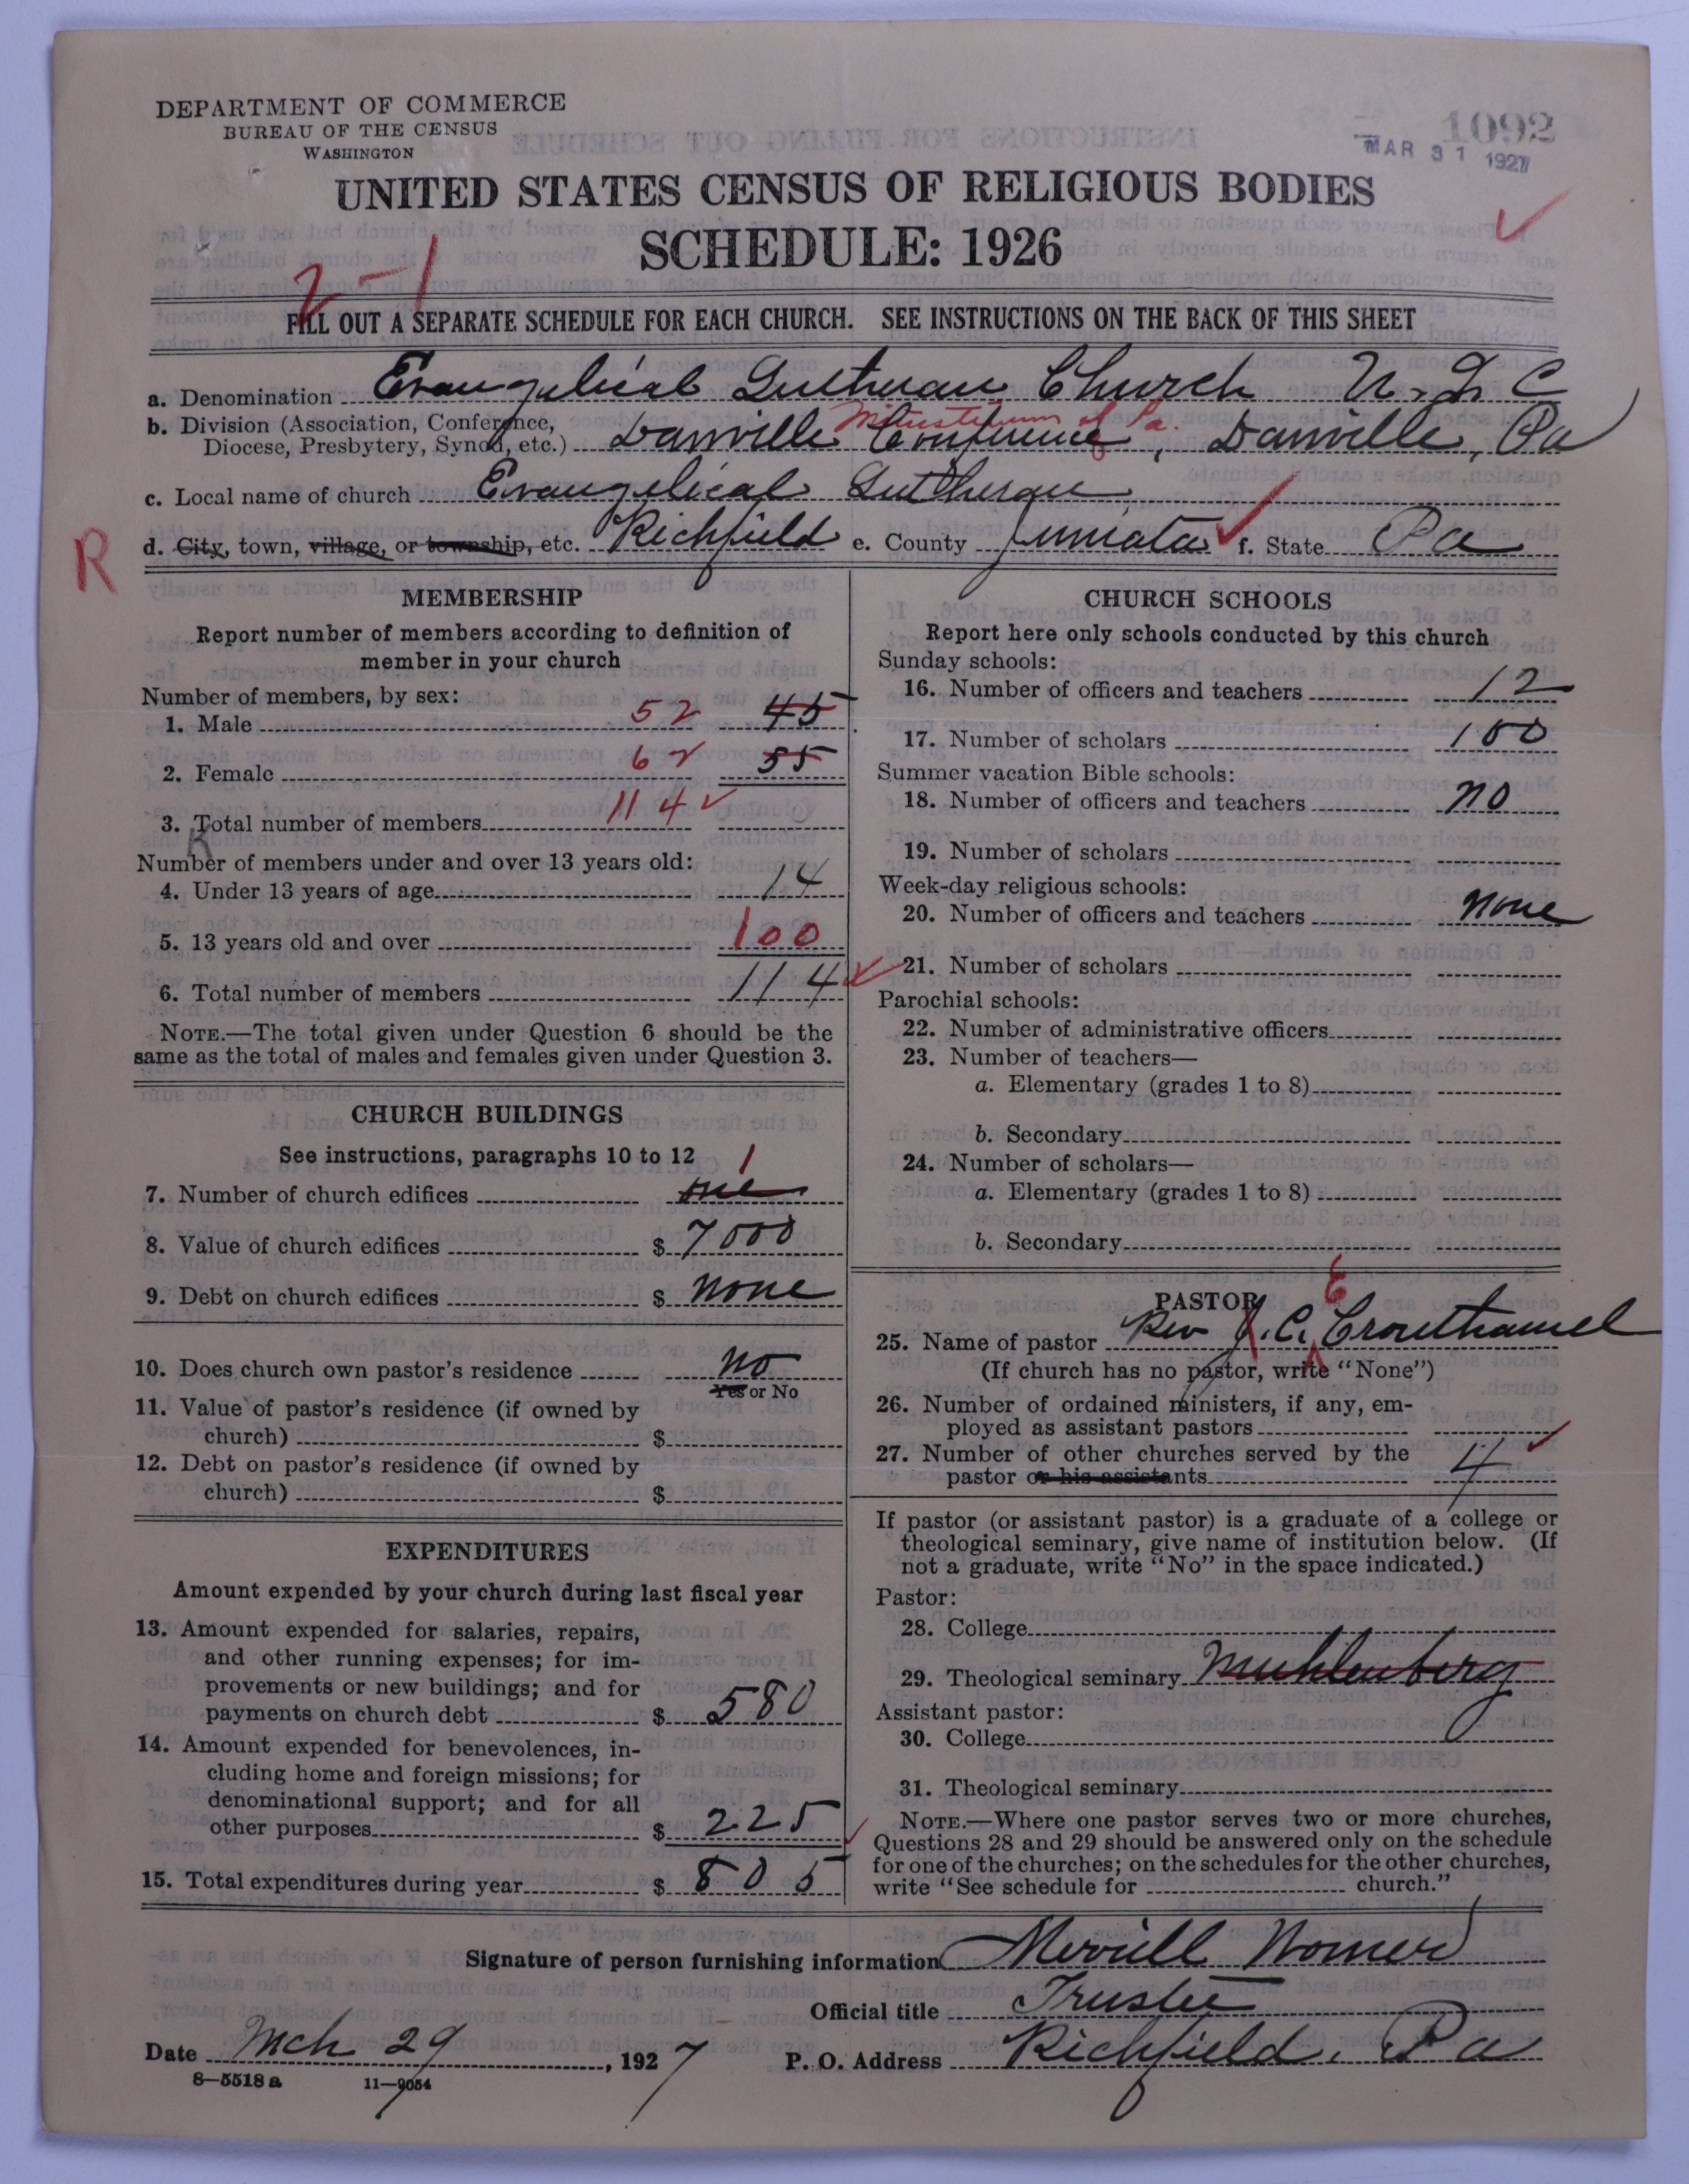 DEPARTMENT OF COMMERCE
BUREAU OF THE CENSUS
WASHINGTON
1092
MAR 31 1927
UNITED STATES CENSUS OF RELIGIOUS BODIES
SCHEDULE: 1926
2-1
FILL OUT A SEPARATE SCHEDULE FOR EACH CHURCH. SEE INSTRUCTIONS ON THE BACK OF THIS SHEET
a. Denomination Evangelical Lutheran Church U. L. C
Ministerium of Pa.
b. Division (Association, Conference,
Diocese, Presbytery, Synod, etc.) Danville Conference, Danville, Pa
c. Local name of church Evangelical Lutheran
R
d. City, town, village, or township, etc. Richfield e. County Juniata f. State Pa
MEMBERSHIP
Report number of members according to definition of
member in your church
Number of members, by sex:
1. Male 52 45
2. Female 62 55
3. Total number of members 114
Number of members under and over 13 years old:
4. Under 13 years of age 14
5. 13 years old and over 100
6. Total number of members 114
NOTE.—The total given under Question 6 should be the
same as the total of males and females given under Question 3.
CHURCH BUILDINGS
See instructions, paragraphs 10 to 12
7. Number of church edifices one 1
8. Value of church edifices $ 7000
9. Debt on church edifices $ none
10. Does church own pastor's residence no
Yes or No
11. Value of pastor's residence (if owned by
church) $
12. Debt on pastor's residence (if owned by
church) $
EXPENDITURES
Amount expended by your church during last fiscal year
13. Amount expended for salaries, repairs,
and other running expenses; for im-
provements or new buildings; and for
payments on church debt $ 580
14. Amount expended for benevolences, in-
cluding home and foreign missions; for
denominational support; and for all
other purposes $ 225
15. Total expenditures during year $ 805
CHURCH SCHOOLS
Report here only schools conducted by this church
Sunday schools:
16. Number of officers and teachers 12
17. Number of scholars 100
Summer vacation Bible schools:
18. Number of officers and teachers no
19. Number of scholars
Week-day religious schools:
20. Number of officers and teachers none
21. Number of scholars
Parochial schools:
22. Number of administrative officers
23. Number of teachers—
a. Elementary (grades 1 to 8)
b. Secondary
24. Number of scholars—
a. Elementary (grades 1 to 8)
b. Secondary
PASTOR
25. Name of pastor Rev J. C. Crouthamel
(If church has no pastor, write "None")
26. Number of ordained ministers, if any, em-
ployed as assistant pastors
27. Number of other churches served by the
pastor or his assistants 4
If pastor (or assistant pastor) is a graduate of a college or
theological seminary, give name of institution below. (If
not a graduate, write "No" in the space indicated.)
Pastor:
28. College
29. Theological seminary Muhlenberg
Assistant pastor:
30. College
31. Theological seminary
NOTE.—Where one pastor serves two or more churches,
Questions 28 and 29 should be answered only on the schedule
for one of the churches; on the schedules for the other churches,
write "See schedule for church."
Signature of person furnishing information Merrill Womer
Official title Trustee
Date Mch 29, 1927 P. O. Address Richfield, Pa
8—5518 a 11—9054